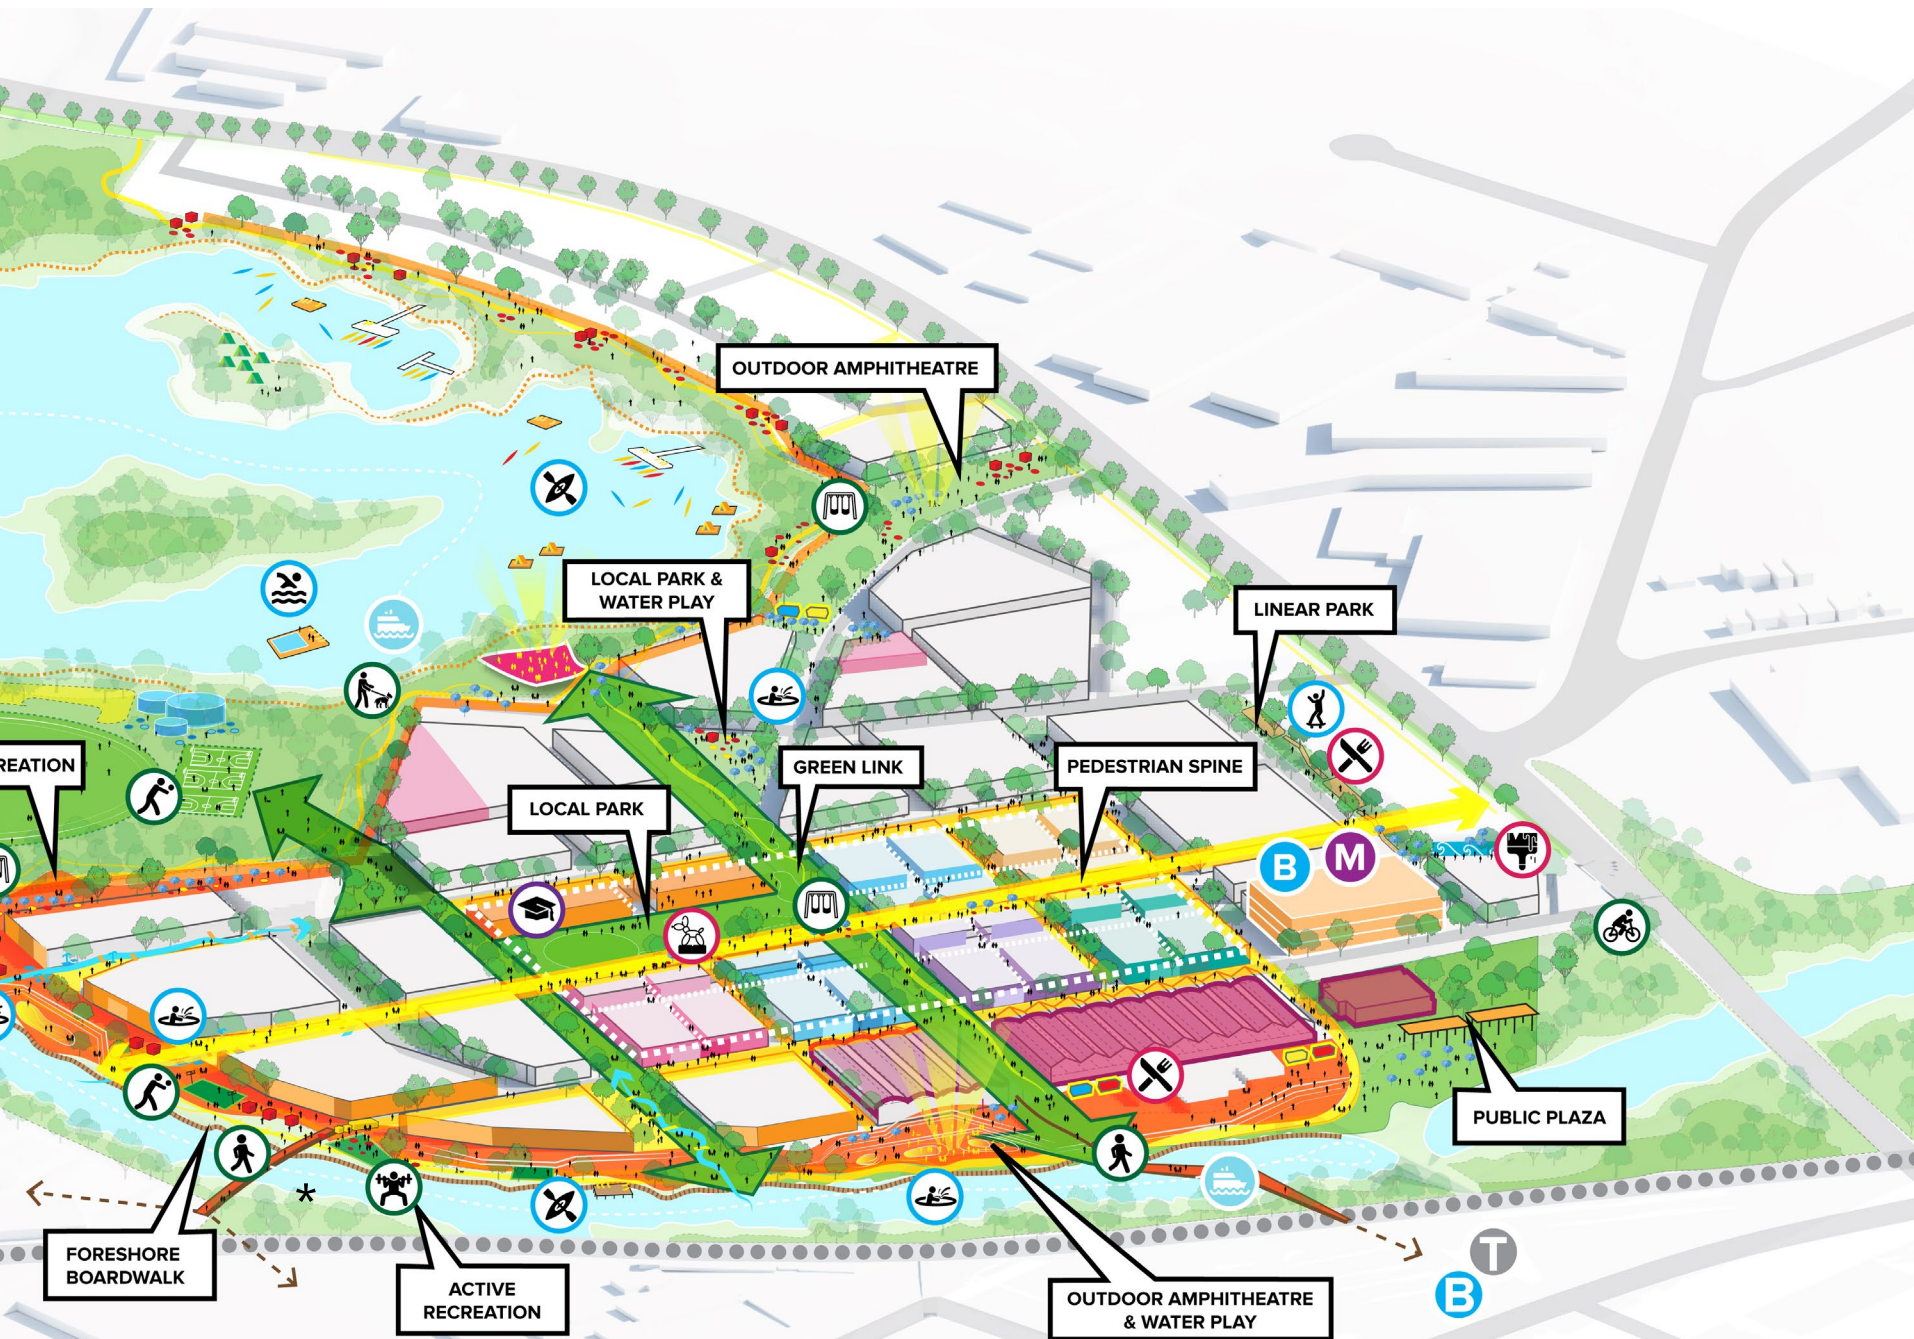 OUTDOOR AMPHITHEATRE
LOCAL PARK &
WATER PLAY
LINEAR PARK
REATION
GREEN LINK
PEDESTRIAN SPINE
LOCAL PARK
B
M
PUBLIC PLAZA
*
FORESHORE
BOARDWALK
ACTIVE
RECREATION
OUTDOOR AMPHITHEATRE
& WATER PLAY
T
B